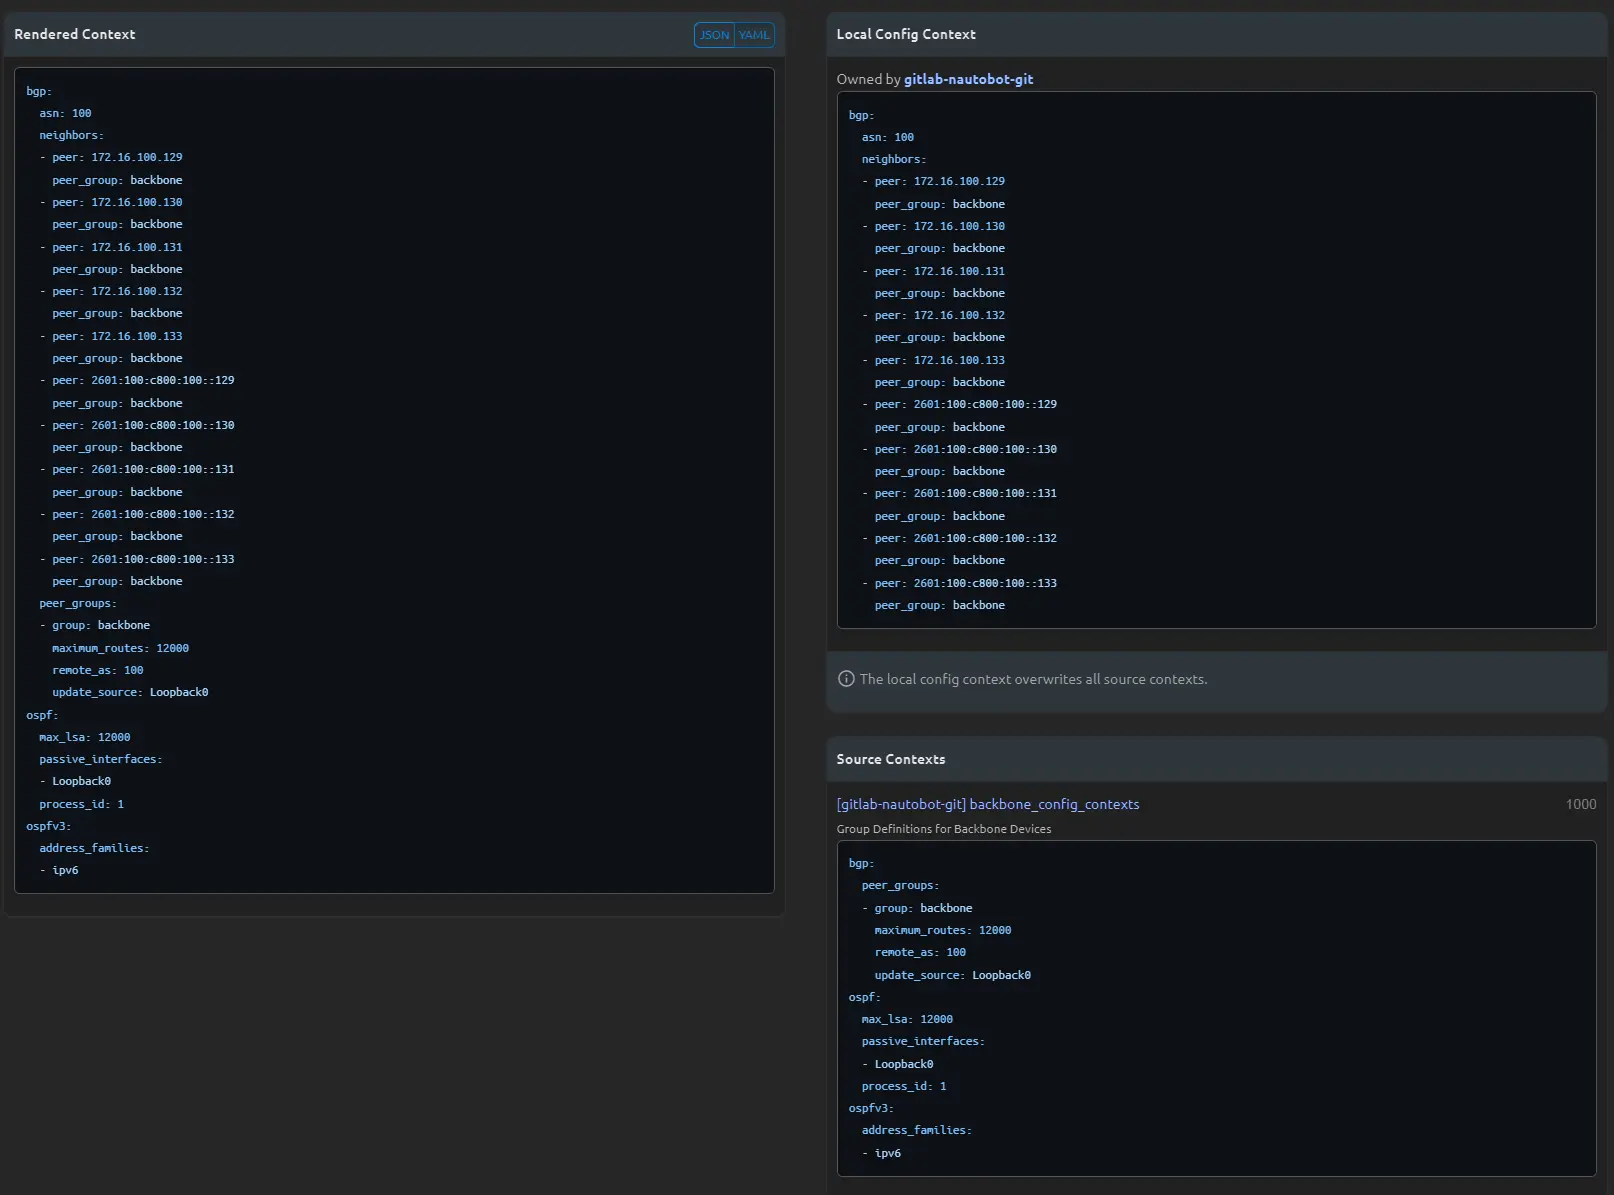 Rendered Context
JSON YAML
bgp:
  asn: 100
  neighbors:
  - peer: 172.16.100.129
    peer_group: backbone
  - peer: 172.16.100.130
    peer_group: backbone
  - peer: 172.16.100.131
    peer_group: backbone
  - peer: 172.16.100.132
    peer_group: backbone
  - peer: 172.16.100.133
    peer_group: backbone
  - peer: 2601:100:c800:100::129
    peer_group: backbone
  - peer: 2601:100:c800:100::130
    peer_group: backbone
  - peer: 2601:100:c800:100::131
    peer_group: backbone
  - peer: 2601:100:c800:100::132
    peer_group: backbone
  - peer: 2601:100:c800:100::133
    peer_group: backbone
  peer_groups:
  - group: backbone
    maximum_routes: 12000
    remote_as: 100
    update_source: Loopback0
ospf:
  max_lsa: 12000
  passive_interfaces:
  - Loopback0
  process_id: 1
ospfv3:
  address_families:
  - ipv6
Local Config Context
Owned by gitlab-nautobot-git
bgp:
  asn: 100
  neighbors:
  - peer: 172.16.100.129
    peer_group: backbone
  - peer: 172.16.100.130
    peer_group: backbone
  - peer: 172.16.100.131
    peer_group: backbone
  - peer: 172.16.100.132
    peer_group: backbone
  - peer: 172.16.100.133
    peer_group: backbone
  - peer: 2601:100:c800:100::129
    peer_group: backbone
  - peer: 2601:100:c800:100::130
    peer_group: backbone
  - peer: 2601:100:c800:100::131
    peer_group: backbone
  - peer: 2601:100:c800:100::132
    peer_group: backbone
  - peer: 2601:100:c800:100::133
    peer_group: backbone
The local config context overwrites all source contexts.
Source Contexts
[gitlab-nautobot-git] backbone_config_contexts 1000
Group Definitions for Backbone Devices
bgp:
  peer_groups:
  - group: backbone
    maximum_routes: 12000
    remote_as: 100
    update_source: Loopback0
ospf:
  max_lsa: 12000
  passive_interfaces:
  - Loopback0
  process_id: 1
ospfv3:
  address_families:
  - ipv6